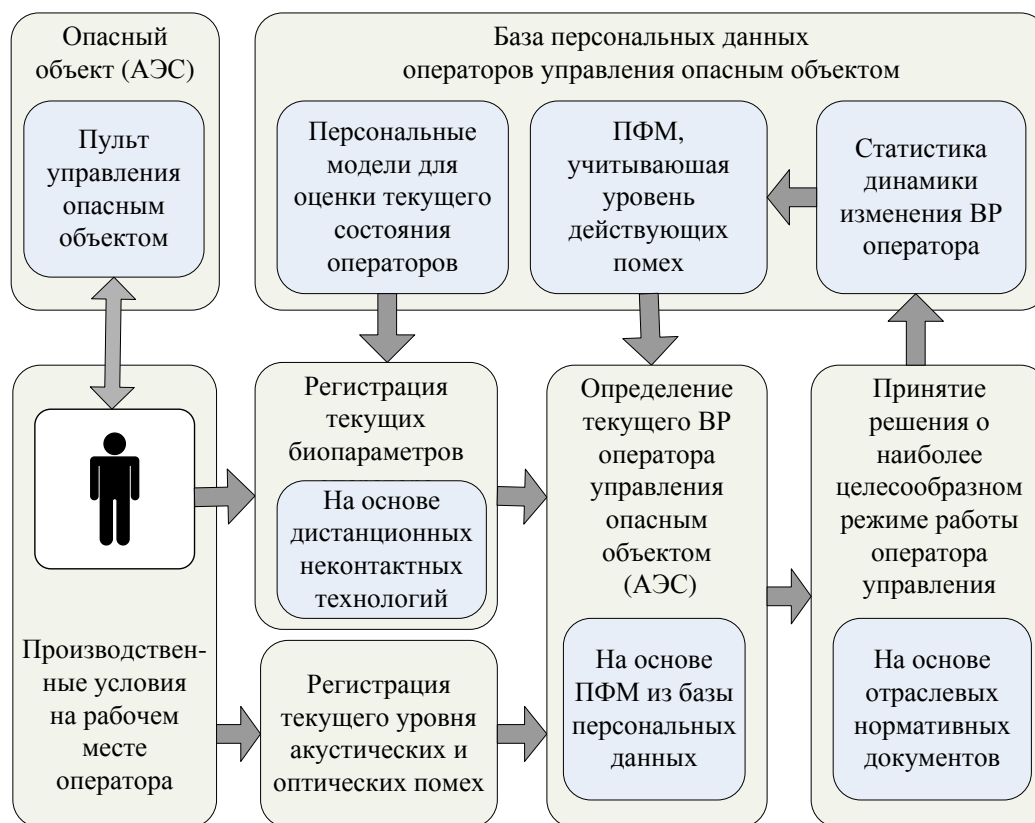 Опасный
объект (АЭС)
Пульт
управления
опасным
объектом
База персональных данных
операторов управления опасным объектом
Персональные
модели для
оценки текущего
состояния
операторов
ПФМ,
учитываюшая
уровень
действующих
помех
Статистика
динамики
изменения ВР
оператора
Производствен-
ные условия
на рабочем
месте
оператора
Регистрация
текущих
биопараметров
На основе
дистанционных
неконтактных
технологий
Регистрация
текущего уровня
акустических и
оптических помех
Определение
текущего ВР
оператора
управления
опасным
объектом
(АЭС)
На основе
ПФМ из базы
персональных
данных
Принятие
решения о
наиболее
целесообразном
режиме работы
оператора
управления
На основе
отраслевых
нормативных
документов